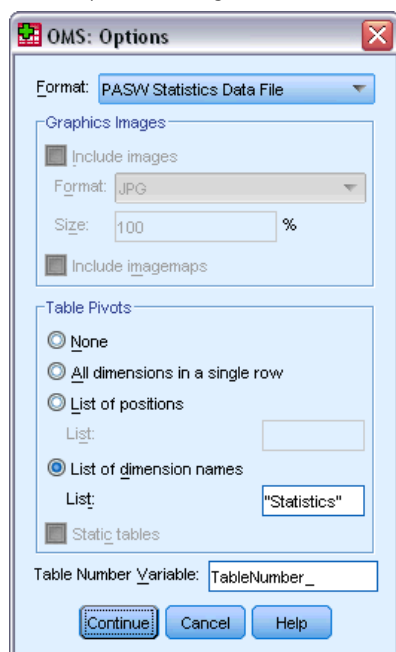 OMS: Options
Format: PASW Statistics Data File
Graphics Images
Include images
Format: JPG
Size: 100 %
Include imagemaps
Table Pivots
None
All dimensions in a single row
List of positions
List:
List of dimension names
List: "Statistics"
Static tables
Table Number Variable: TableNumber_
Continue Cancel Help